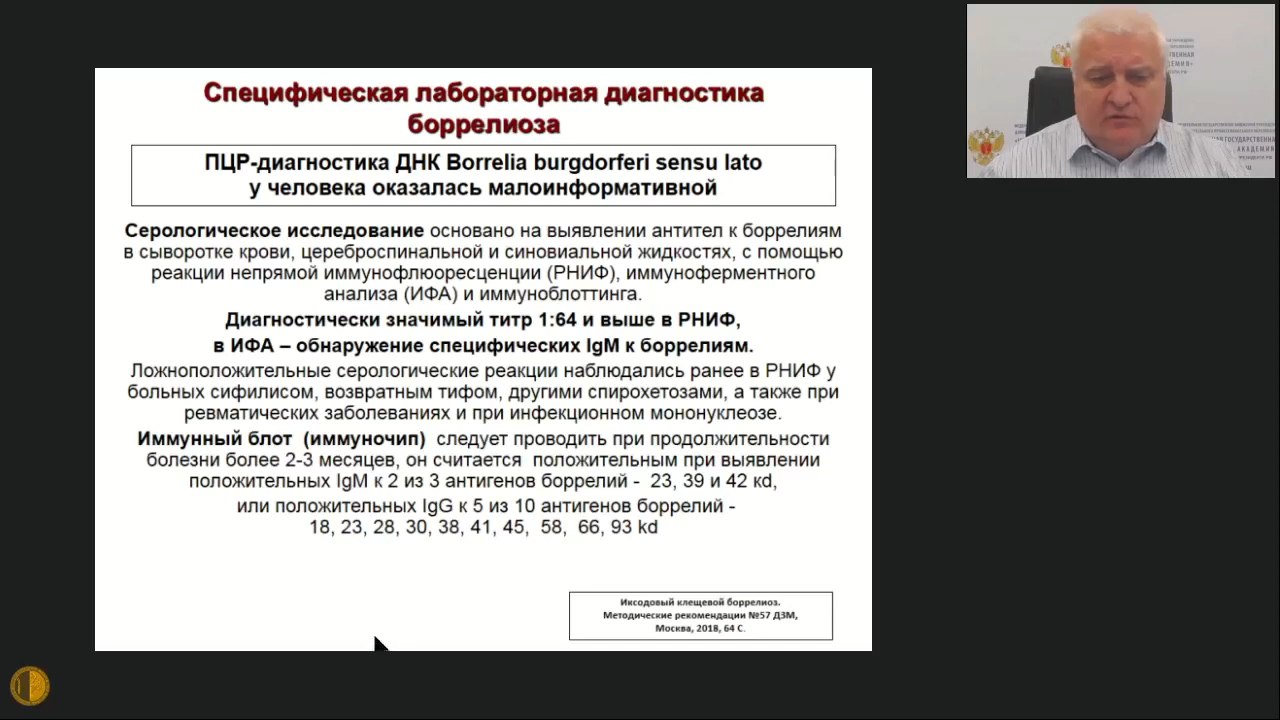 Специфическая лабораторная диагностика
боррелиоза
ПЦР-диагностика ДНК Borrelia burgdorferi sensu lato
у человека оказалась малоинформативной
Серологическое исследование основано на выявлении антител к боррелиям
в сыворотке крови, цереброспинальной и синовиальной жидкостях, с помощью
реакции непрямой иммунофлюоресценции (РНИФ), иммуноферментного
анализа (ИФА) и иммуноблоттинга.
Диагностически значимый титр 1:64 и выше в РНИФ,
в ИФА – обнаружение специфических IgM к боррелиям.
Ложноположительные серологические реакции наблюдались ранее в РНИФ у
больных сифилисом, возвратным тифом, другими спирохетозами, а также при
ревматических заболеваниях и при инфекционном мононуклеозе.
Иммунный блот (иммуночип) следует проводить при продолжительности
болезни более 2-3 месяцев, он считается положительным при выявлении
положительных IgM к 2 из 3 антигенов боррелий - 23, 39 и 42 kd,
или положительных IgG к 5 из 10 антигенов боррелий -
18, 23, 28, 30, 38, 41, 45, 58, 66, 93 kd
Иксодовый клещевой боррелиоз.
Методические рекомендации №57 ДЗМ,
Москва, 2018, 64 С.